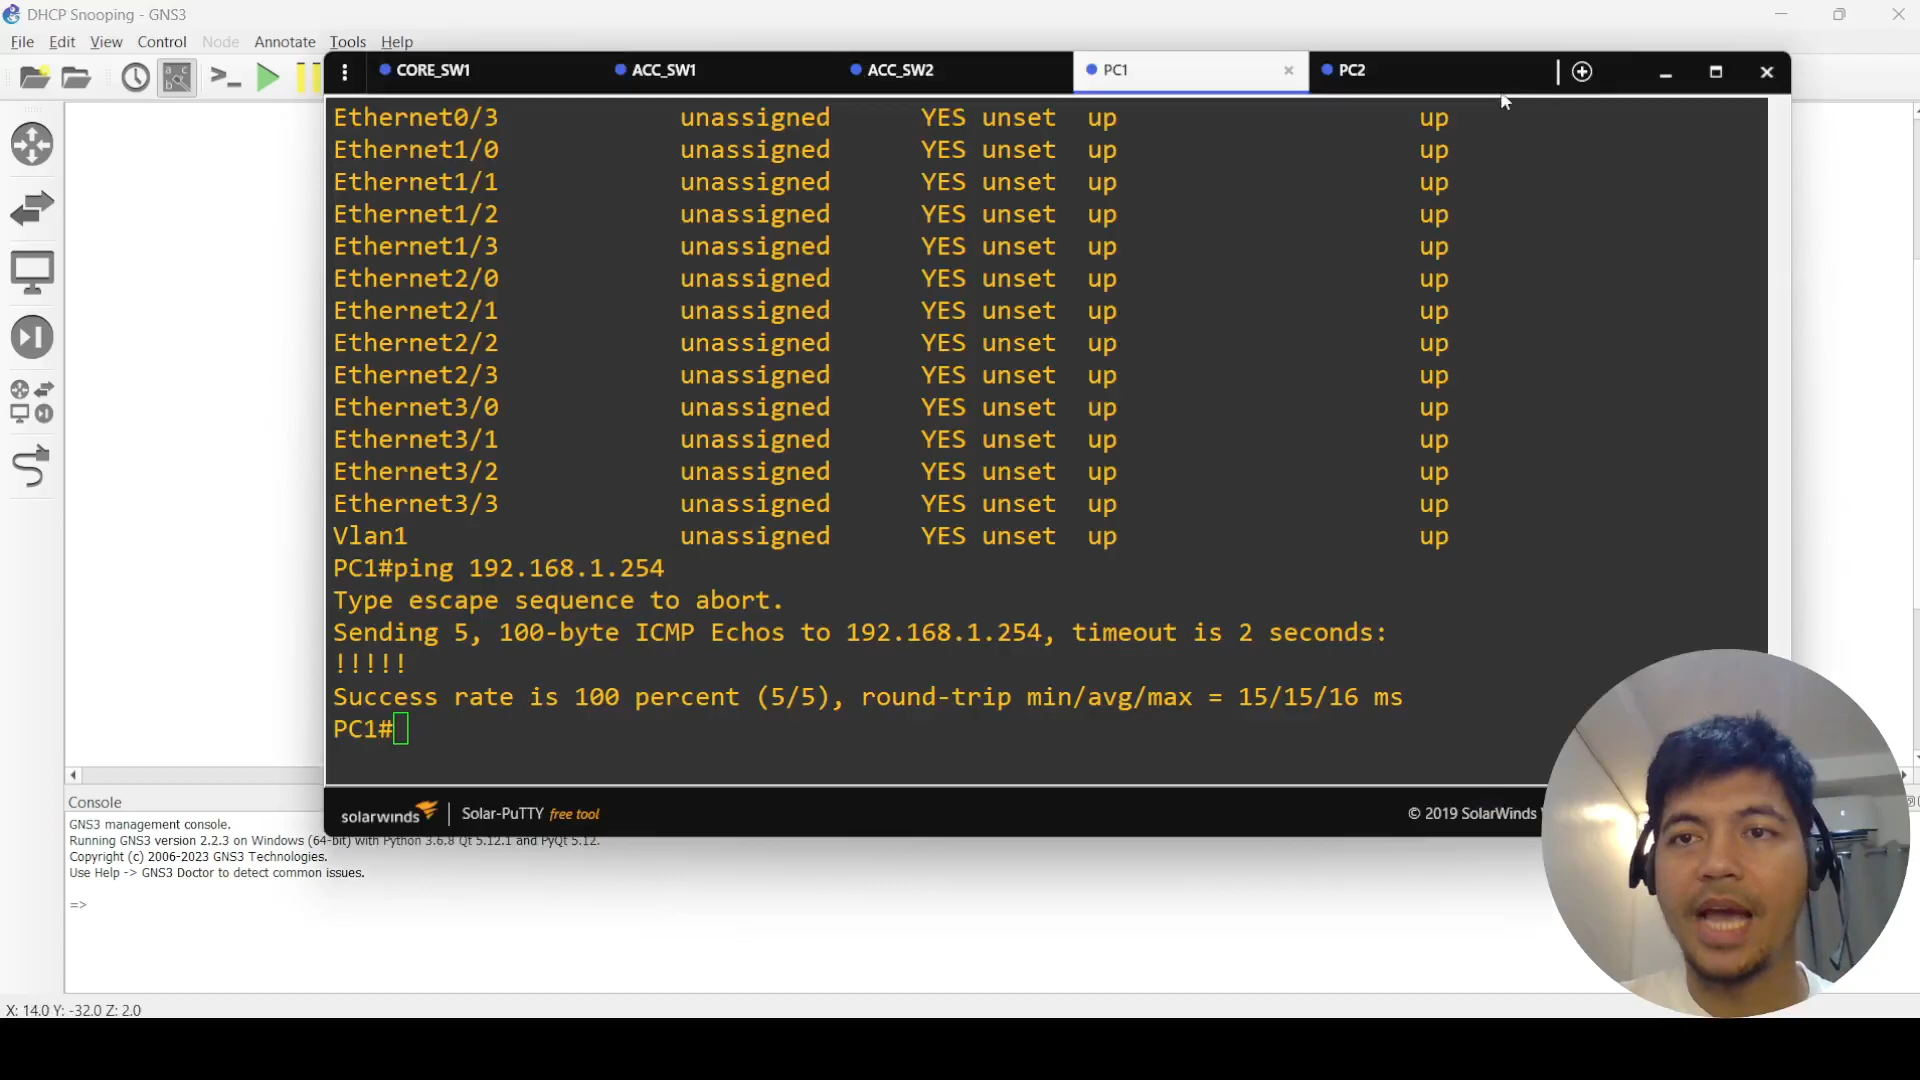 DHCP Snooping - GNS3
File Edit View Control Node Annotate Tools Help
CORE_SW1 ACC_SW1 ACC_SW2 PC1 PC2
Ethernet0/3 unassigned YES unset up up
Ethernet1/0 unassigned YES unset up up
Ethernet1/1 unassigned YES unset up up
Ethernet1/2 unassigned YES unset up up
Ethernet1/3 unassigned YES unset up up
Ethernet2/0 unassigned YES unset up up
Ethernet2/1 unassigned YES unset up up
Ethernet2/2 unassigned YES unset up up
Ethernet2/3 unassigned YES unset up up
Ethernet3/0 unassigned YES unset up up
Ethernet3/1 unassigned YES unset up up
Ethernet3/2 unassigned YES unset up up
Ethernet3/3 unassigned YES unset up up
Vlan1 unassigned YES unset up up
PC1#ping 192.168.1.254
Type escape sequence to abort.
Sending 5, 100-byte ICMP Echos to 192.168.1.254, timeout is 2 seconds:
!!!!!
Success rate is 100 percent (5/5), round-trip min/avg/max = 15/15/16 ms
PC1#
solarwinds Solar-PuTTY free tool © 2019 SolarWinds
Console
GNS3 management console.
Running GNS3 version 2.2.3 on Windows (64-bit) with Python 3.6.8 Qt 5.12.1 and PyQt 5.12.
Copyright (c) 2006-2023 GNS3 Technologies.
Use Help -> GNS3 Doctor to detect common issues.
=>
X: 14.0 Y: -32.0 Z: 2.0